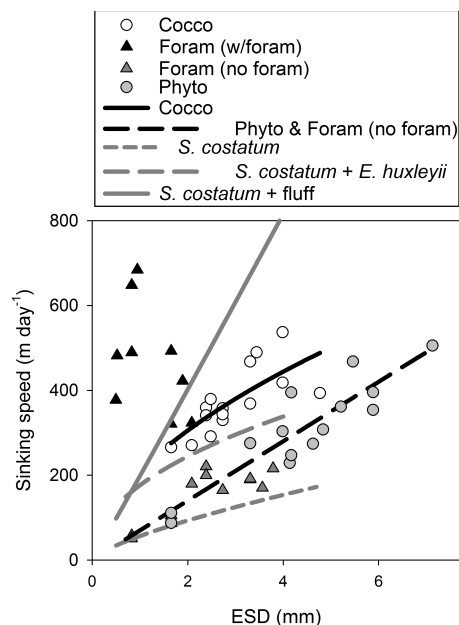 Cocco
Foram (w/foram)
Foram (no foram)
Phyto
Cocco
Phyto & Foram (no foram)
S. costatum
S. costatum + E. huxleyii
S. costatum + fluff
800
600
400
200
0
Sinking speed (m day-1)
0 2 4 6
ESD (mm)